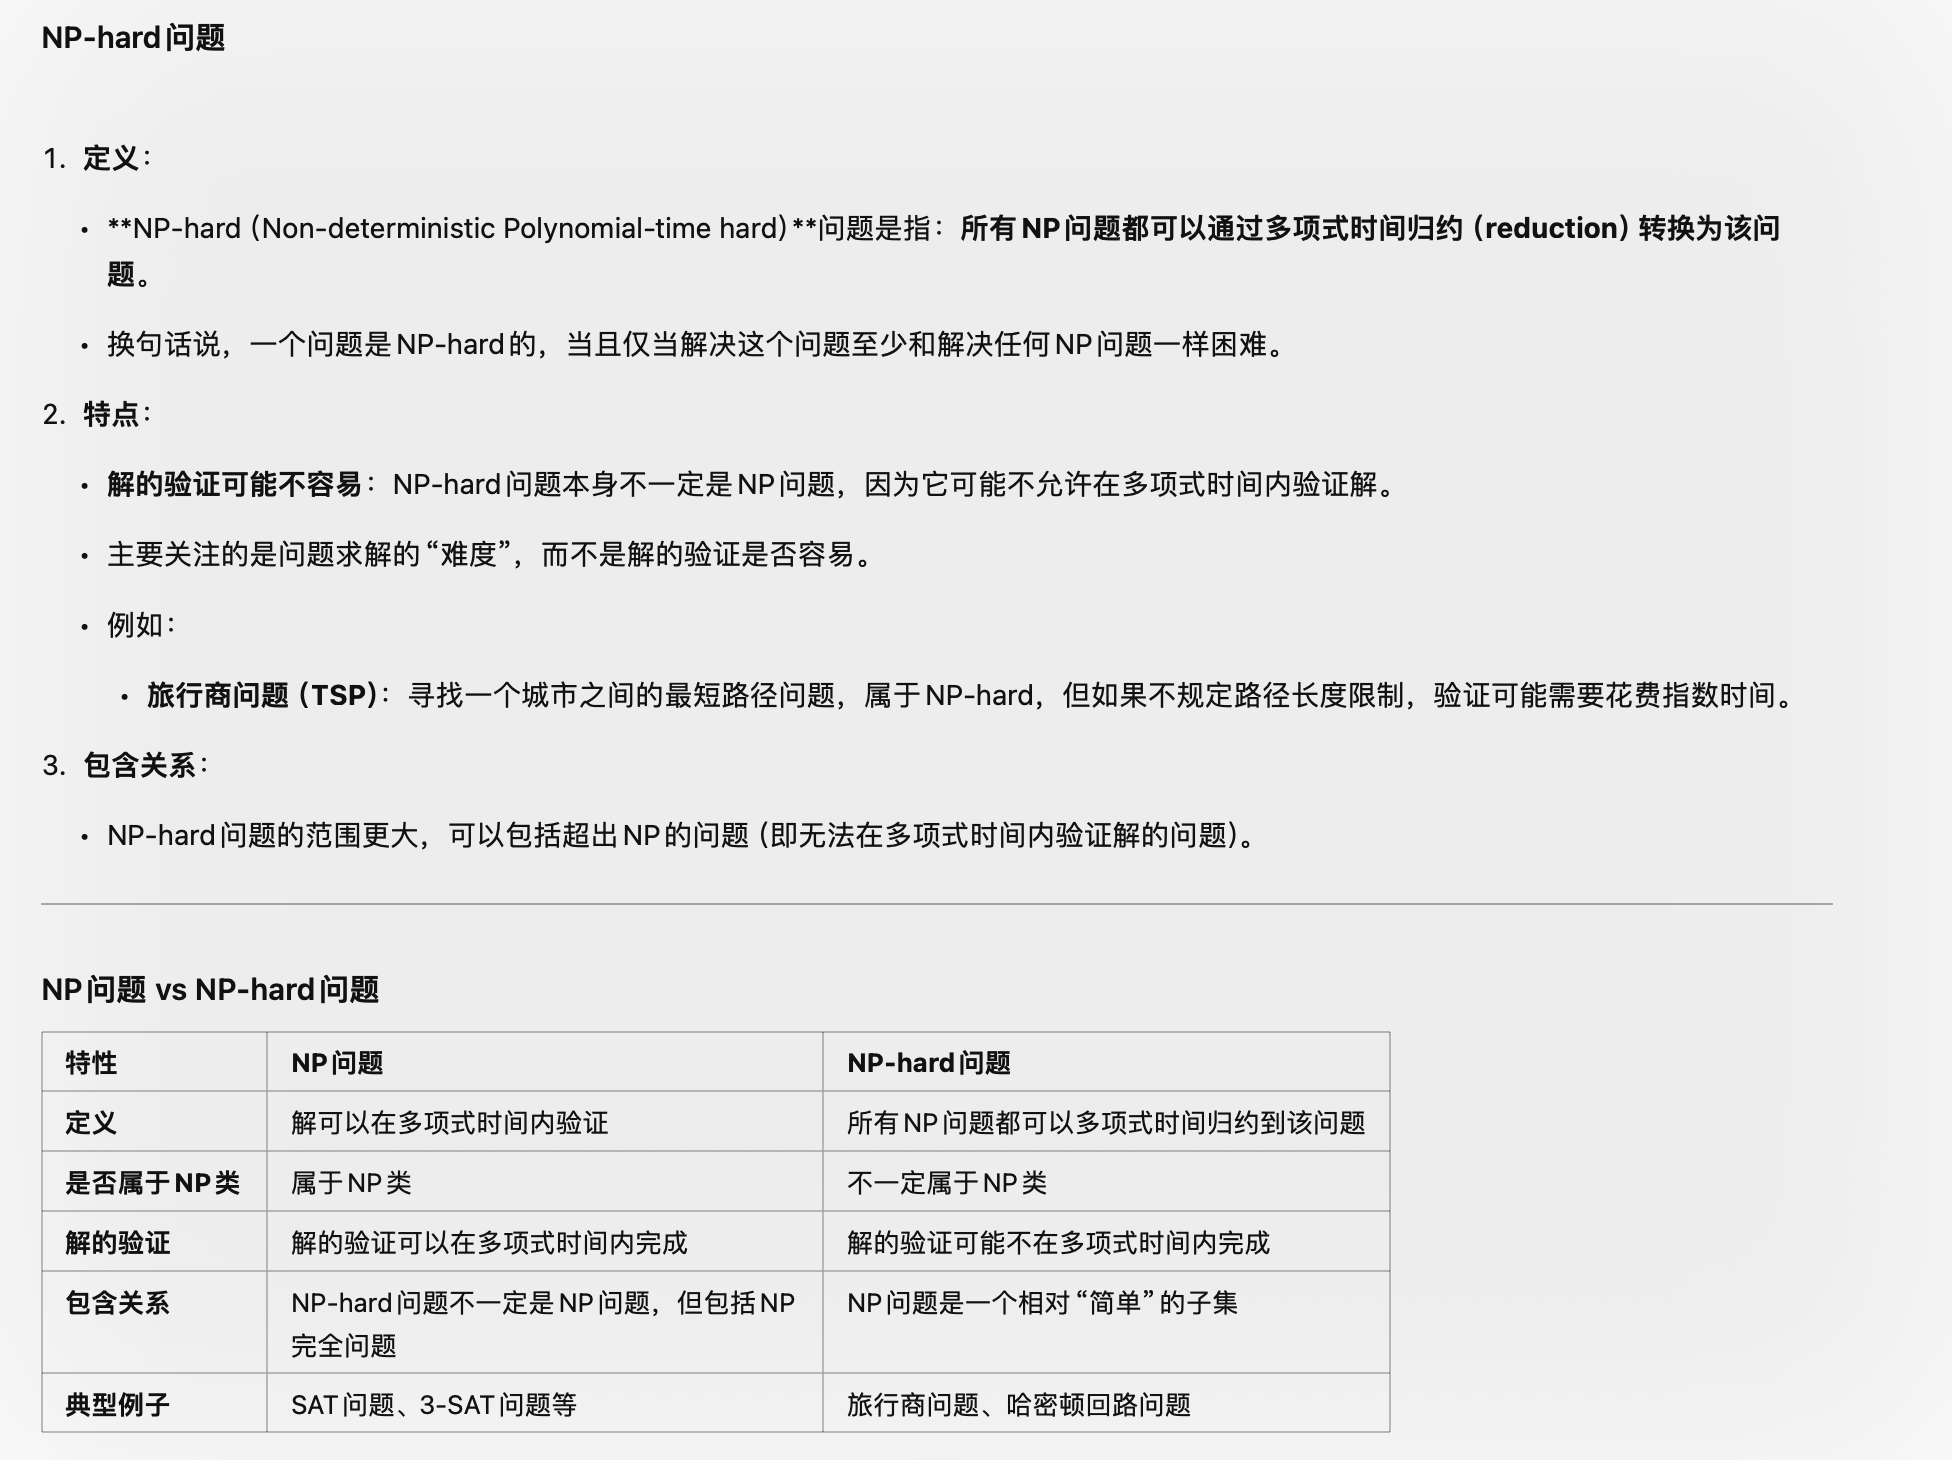 NP-hard问题
1. 定义：
• **NP-hard（Non-deterministic Polynomial-time hard）**问题是指：所有NP问题都可以通过多项式时间归约（reduction）转换为该问
题。
• 换句话说，一个问题是NP-hard的，当且仅当解决这个问题至少和解决任何NP问题一样困难。
2. 特点：
• 解的验证可能不容易：NP-hard问题本身不一定是NP问题，因为它可能不允许在多项式时间内验证解。
• 主要关注的是问题求解的“难度”，而不是解的验证是否容易。
• 例如：
• 旅行商问题（TSP）：寻找一个城市之间的最短路径问题，属于NP-hard，但如果不规定路径长度限制，验证可能需要花费指数时间。
3. 包含关系：
• NP-hard问题的范围更大，可以包括超出NP的问题（即无法在多项式时间内验证解的问题）。
NP问题 vs NP-hard问题
特性 NP问题 NP-hard问题
定义 解可以在多项式时间内验证 所有NP问题都可以多项式时间归约到该问题
是否属于NP类 属于NP类 不一定属于NP类
解的验证 解的验证可以在多项式时间内完成 解的验证可能不在多项式时间内完成
包含关系 NP-hard问题不一定是NP问题，但包括NP NP问题是一个相对“简单”的子集
完全问题
典型例子 SAT问题、3-SAT问题等 旅行商问题、哈密顿回路问题